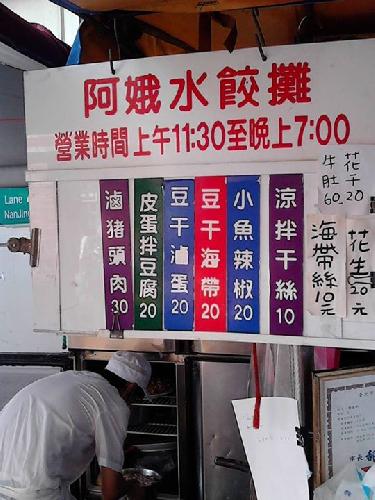 阿娥水餃攤
營業時間上午11:30至晚上7:00
滷豬頭肉30
皮蛋拌豆腐20
豆干滷蛋20
豆干海帶20
小魚辣椒20
涼拌干絲10
牛肚60
花干20
海帶絲10元
花生50元
Lane
Nanjing
市長